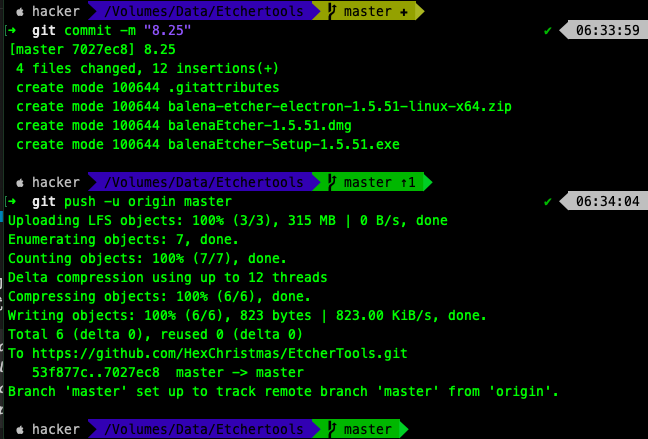 hacker /Volumes/Data/Etchertools master +
[➜ git commit -m "8.25" ✔ 06:33:59
[master 7027ec8] 8.25
4 files changed, 12 insertions(+)
create mode 100644 .gitattributes
create mode 100644 balena-etcher-electron-1.5.51-linux-x64.zip
create mode 100644 balenaEtcher-1.5.51.dmg
create mode 100644 balenaEtcher-Setup-1.5.51.exe
hacker /Volumes/Data/Etchertools master ↑1
[➜ git push -u origin master ✔ 06:34:04
Uploading LFS objects: 100% (3/3), 315 MB | 0 B/s, done
Enumerating objects: 7, done.
Counting objects: 100% (7/7), done.
Delta compression using up to 12 threads
Compressing objects: 100% (6/6), done.
Writing objects: 100% (6/6), 823 bytes | 823.00 KiB/s, done.
Total 6 (delta 0), reused 0 (delta 0)
To https://github.com/HexChristmas/EtcherTools.git
53f877c..7027ec8 master -> master
Branch 'master' set up to track remote branch 'master' from 'origin'.
hacker /Volumes/Data/Etchertools master